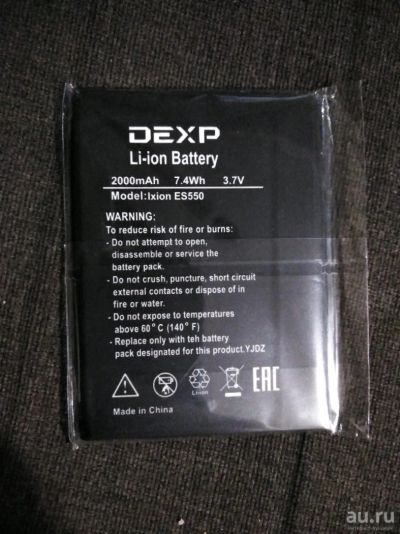 DEXP
Li-ion Battery
2000mAh 7.4Wh 3.7V
Model:Ixion ES550
WARNING:
To reduce risk of fire or burns:
- Do not attempt to open,
disassemble or service the
battery pack.
- Do not crush, puncture, short circuit
external contacts or dispose of in
fire or water.
- Do not expose to temperatures
above 60°C (140°F)
- Replace only with teh battery
pack designated for this product.YJDZ
Li-ion
EAC
Made in China
au.ru